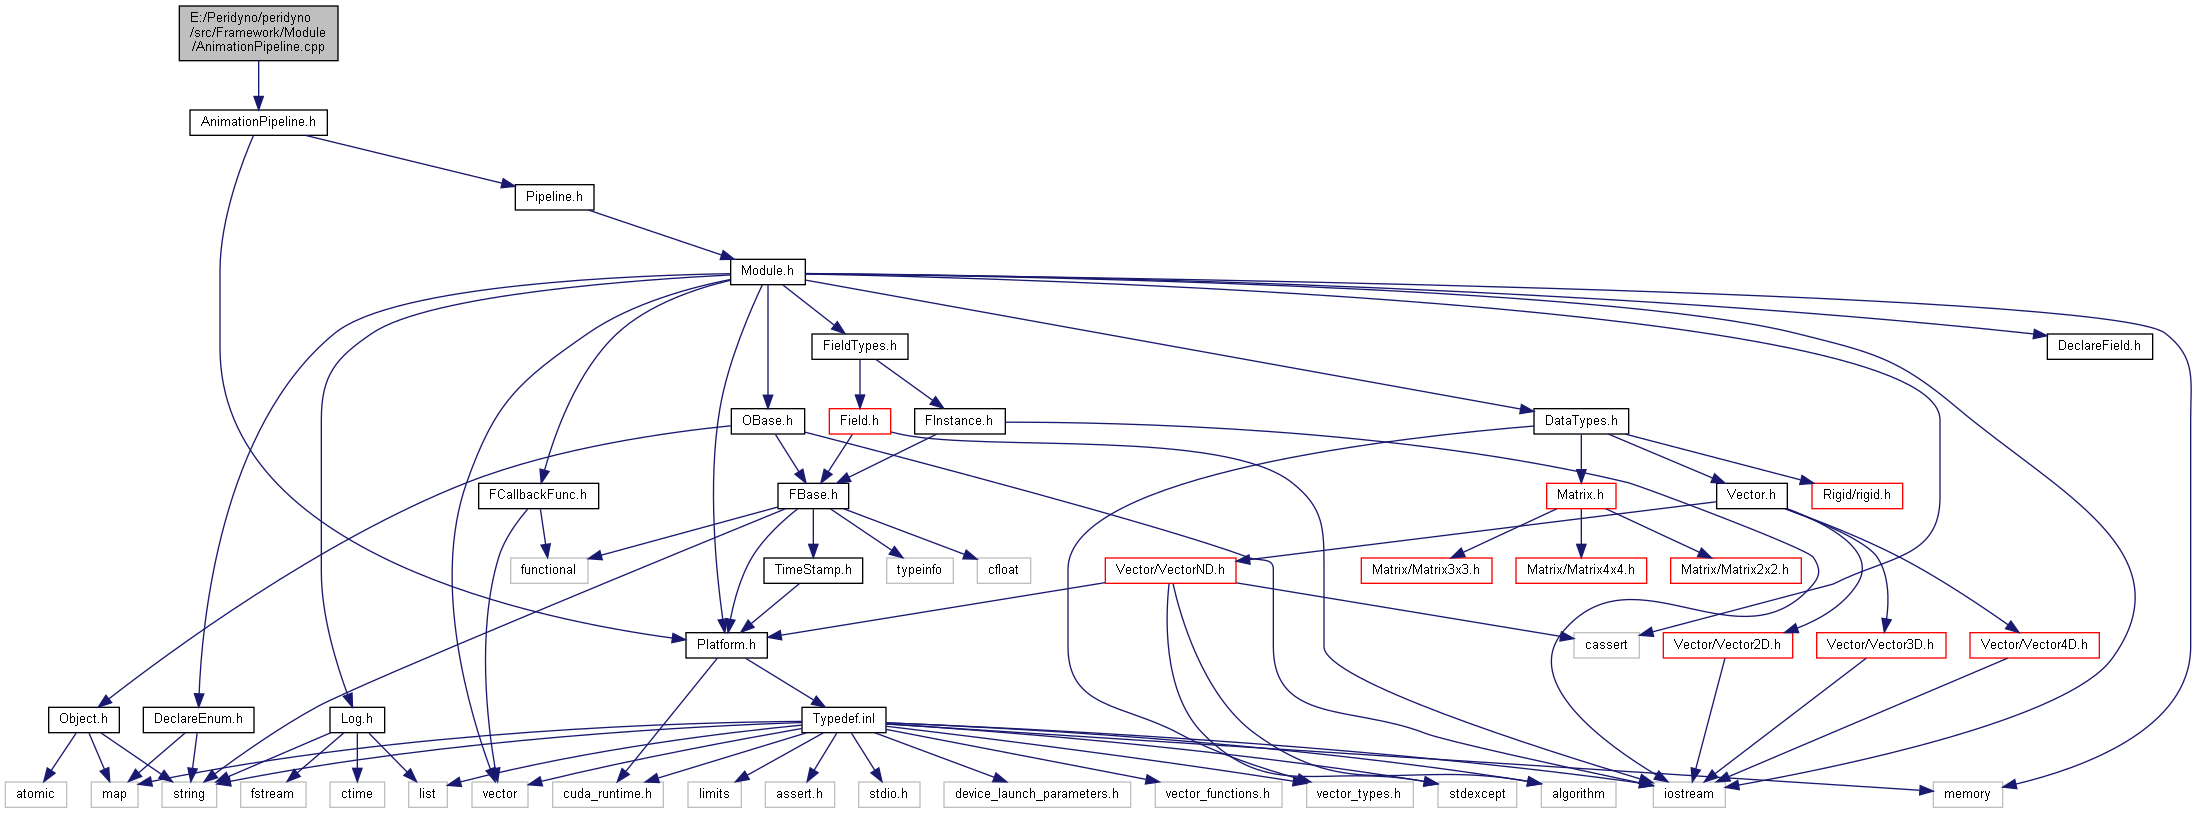 E:/Peridyno/peridyno
/src/Framework/Module
/AnimationPipeline.cpp
AnimationPipeline.h
Pipeline.h
Module.h
FieldTypes.h
DeclareField.h
OBase.h
Field.h
FInstance.h
DataTypes.h
FCallbackFunc.h
FBase.h
Matrix.h
Vector.h
Rigid/rigid.h
functional
TimeStamp.h
typeinfo
cfloat
Vector/VectorND.h
Matrix/Matrix3x3.h
Matrix/Matrix4x4.h
Matrix/Matrix2x2.h
Platform.h
cassert
Vector/Vector2D.h
Vector/Vector3D.h
Vector/Vector4D.h
Object.h
DeclareEnum.h
Log.h
Typedef.inl
atomic
map
string
fstream
ctime
list
vector
cuda_runtime.h
limits
assert.h
stdio.h
device_launch_parameters.h
vector_functions.h
vector_types.h
stdexcept
algorithm
iostream
memory